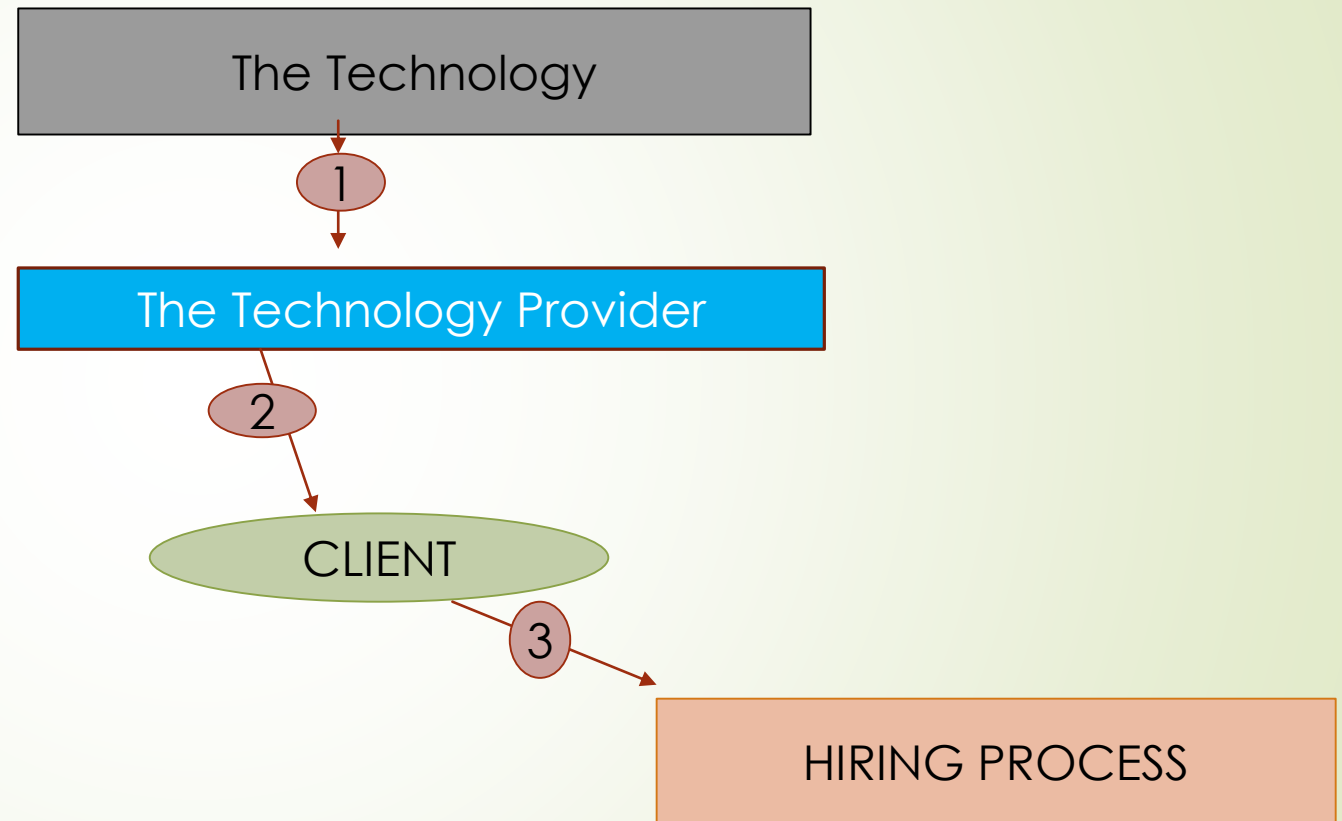 The Technology
1
The Technology Provider
2
CLIENT
3
HIRING PROCESS